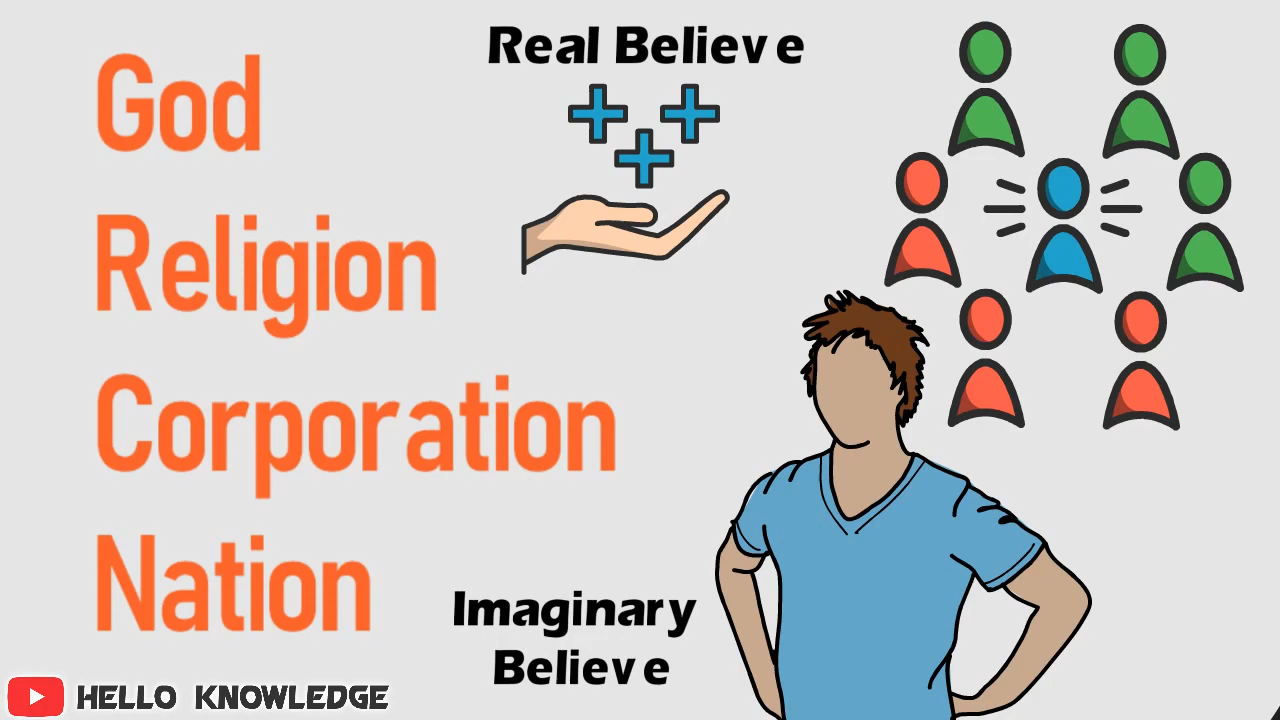 God
Religion
Corporation
Nation
Real Believe
Imaginary
Believe
HELLO KNOWLEDGE